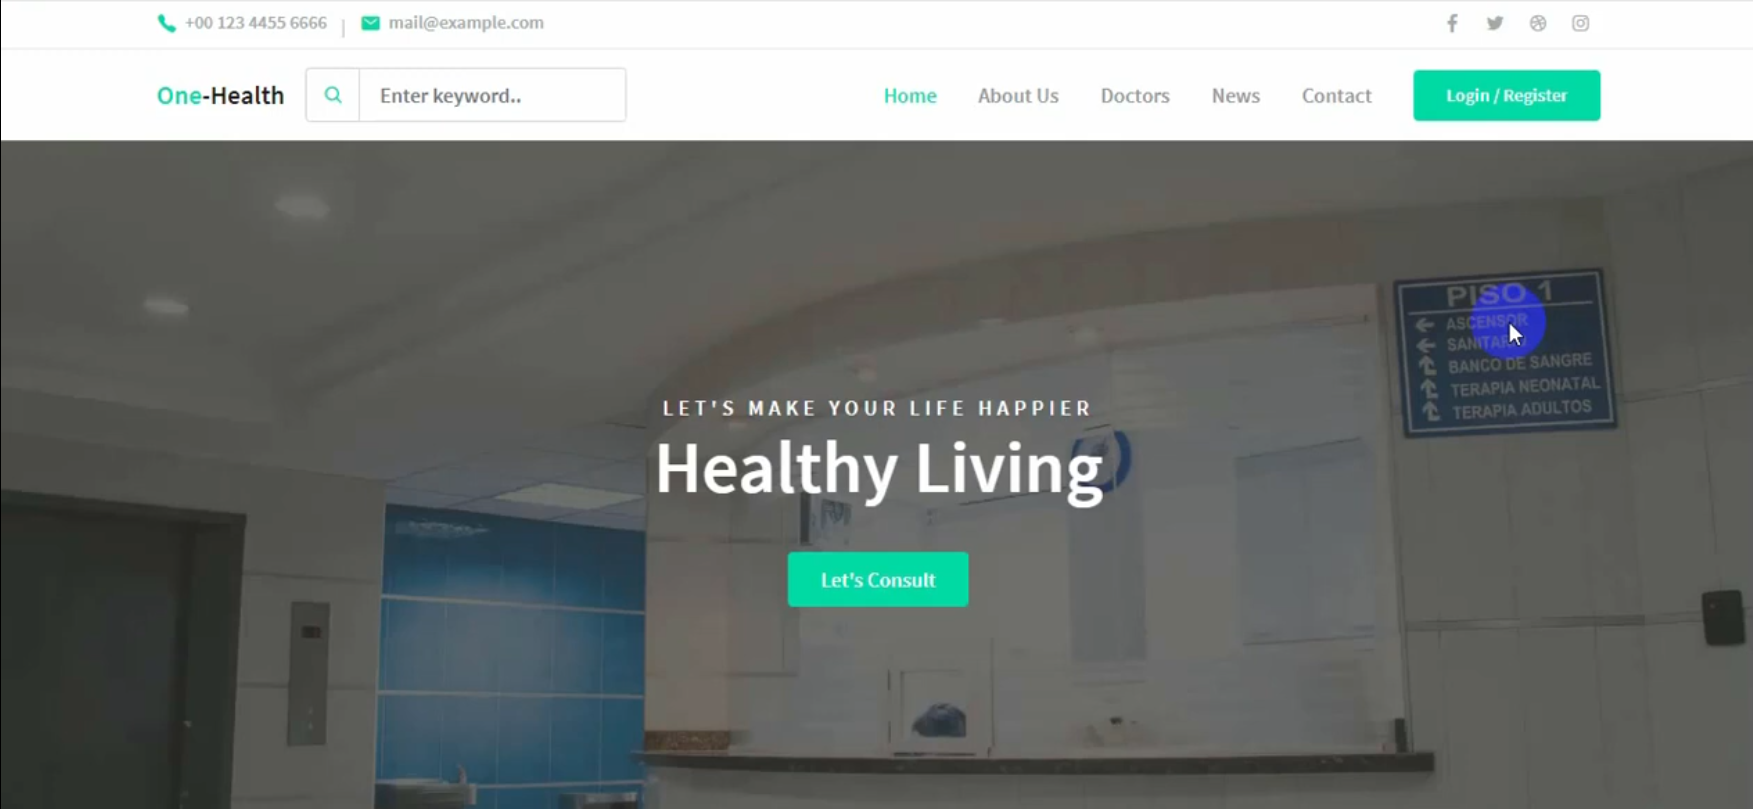 +00 123 4455 6666 | mail@example.com
One-Health
Enter keyword..
Home
About Us
Doctors
News
Contact
Login / Register
PISO 1
ASCENSOR
SANITARIO
BANCO DE SANGRE
TERAPIA NEONATAL
TERAPIA ADULTOS
LET'S MAKE YOUR LIFE HAPPIER
Healthy Living
Let's Consult